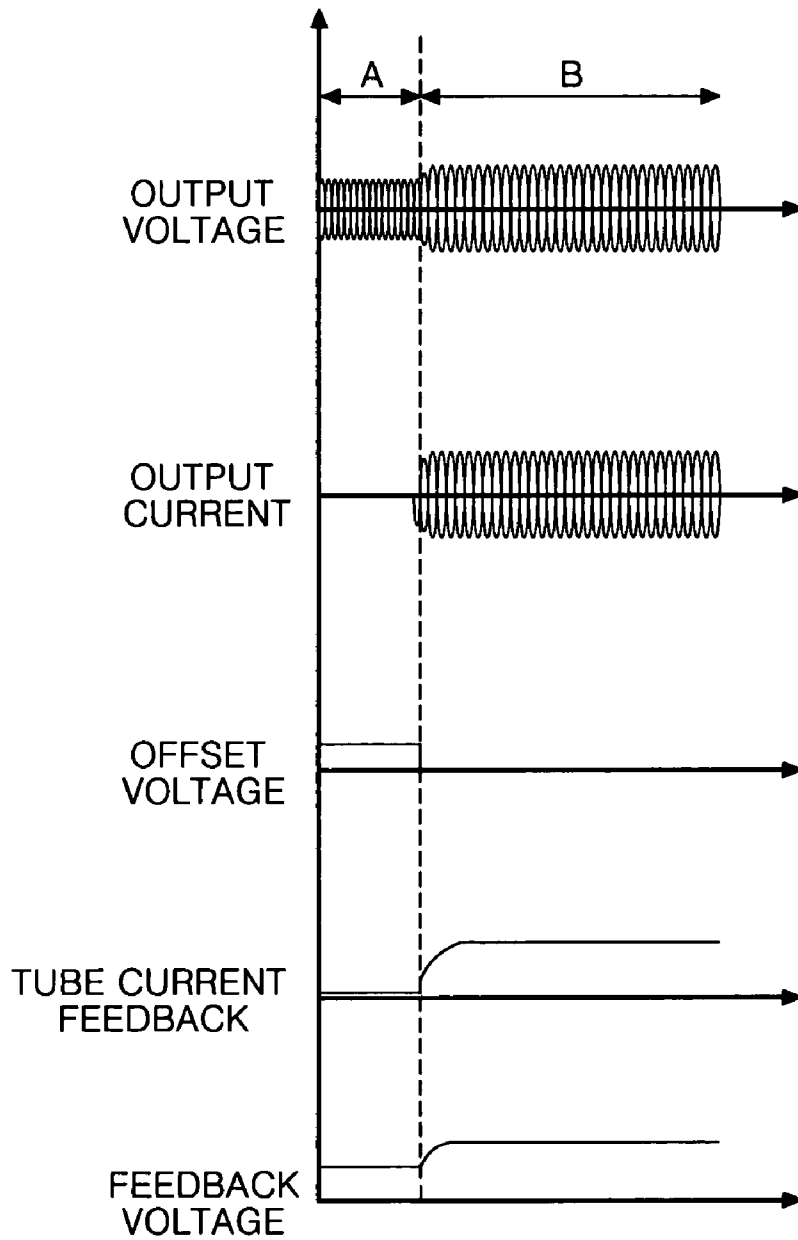 A
B
OUTPUT
VOLTAGE
OUTPUT
CURRENT
OFFSET
VOLTAGE
TUBE CURRENT
FEEDBACK
FEEDBACK
VOLTAGE